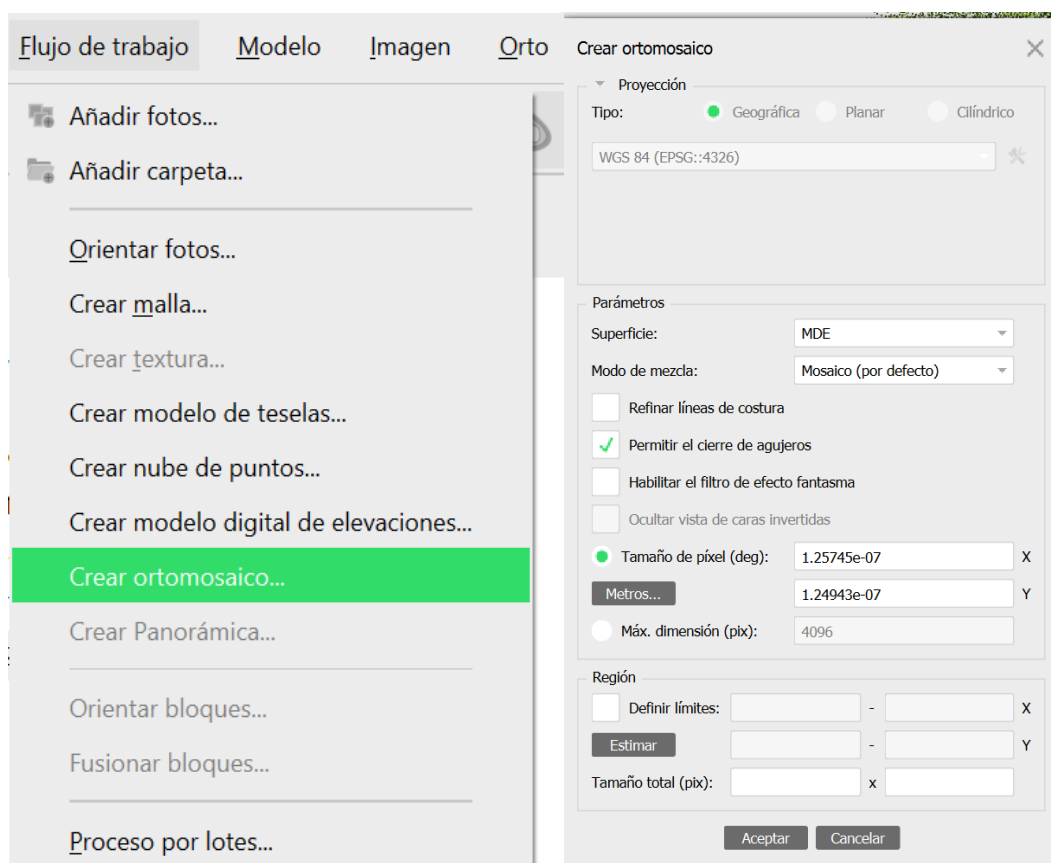 Flujo de trabajo Modelo Imagen Orto
Añadir fotos...
Añadir carpeta...
Orientar fotos...
Crear malla...
Crear textura...
Crear modelo de teselas...
Crear nube de puntos...
Crear modelo digital de elevaciones...
Crear ortomosaico...
Crear Panorámica...
Orientar bloques...
Fusionar bloques...
Proceso por lotes...
Crear ortomosaico
Proyección
Tipo: Geográfica Planar Cilíndrico
WGS 84 (EPSG::4326)
Parámetros
Superficie: MDE
Modo de mezcla: Mosaico (por defecto)
Refinar líneas de costura
Permitir el cierre de agujeros
Habilitar el filtro de efecto fantasma
Ocultar vista de caras invertidas
Tamaño de píxel (deg): 1.25745e-07 X
Metros... 1.24943e-07 Y
Máx. dimensión (pix): 4096
Región
Definir límites: - X
Estimar - Y
Tamaño total (pix): x
Aceptar Cancelar